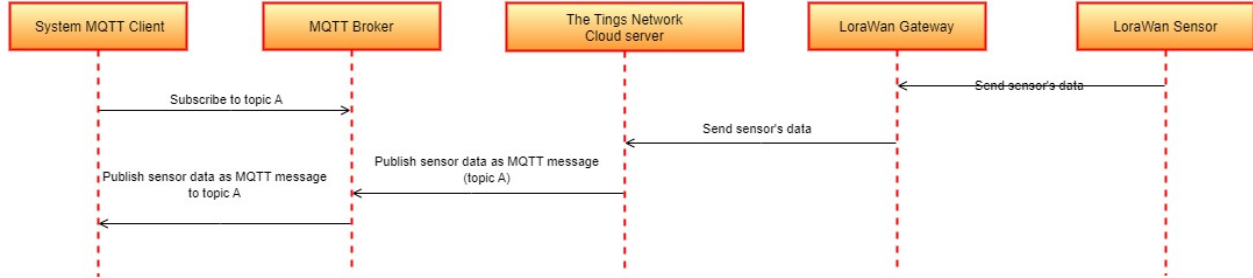 System MQTT Client
MQTT Broker
The Tings Network
Cloud server
LoraWan Gateway
LoraWan Sensor
Send sensor's data
Subscribe to topic A
Send sensor's data
Publish sensor data as MQTT message
(topic A)
Publish sensor data as MQTT message
to topic A